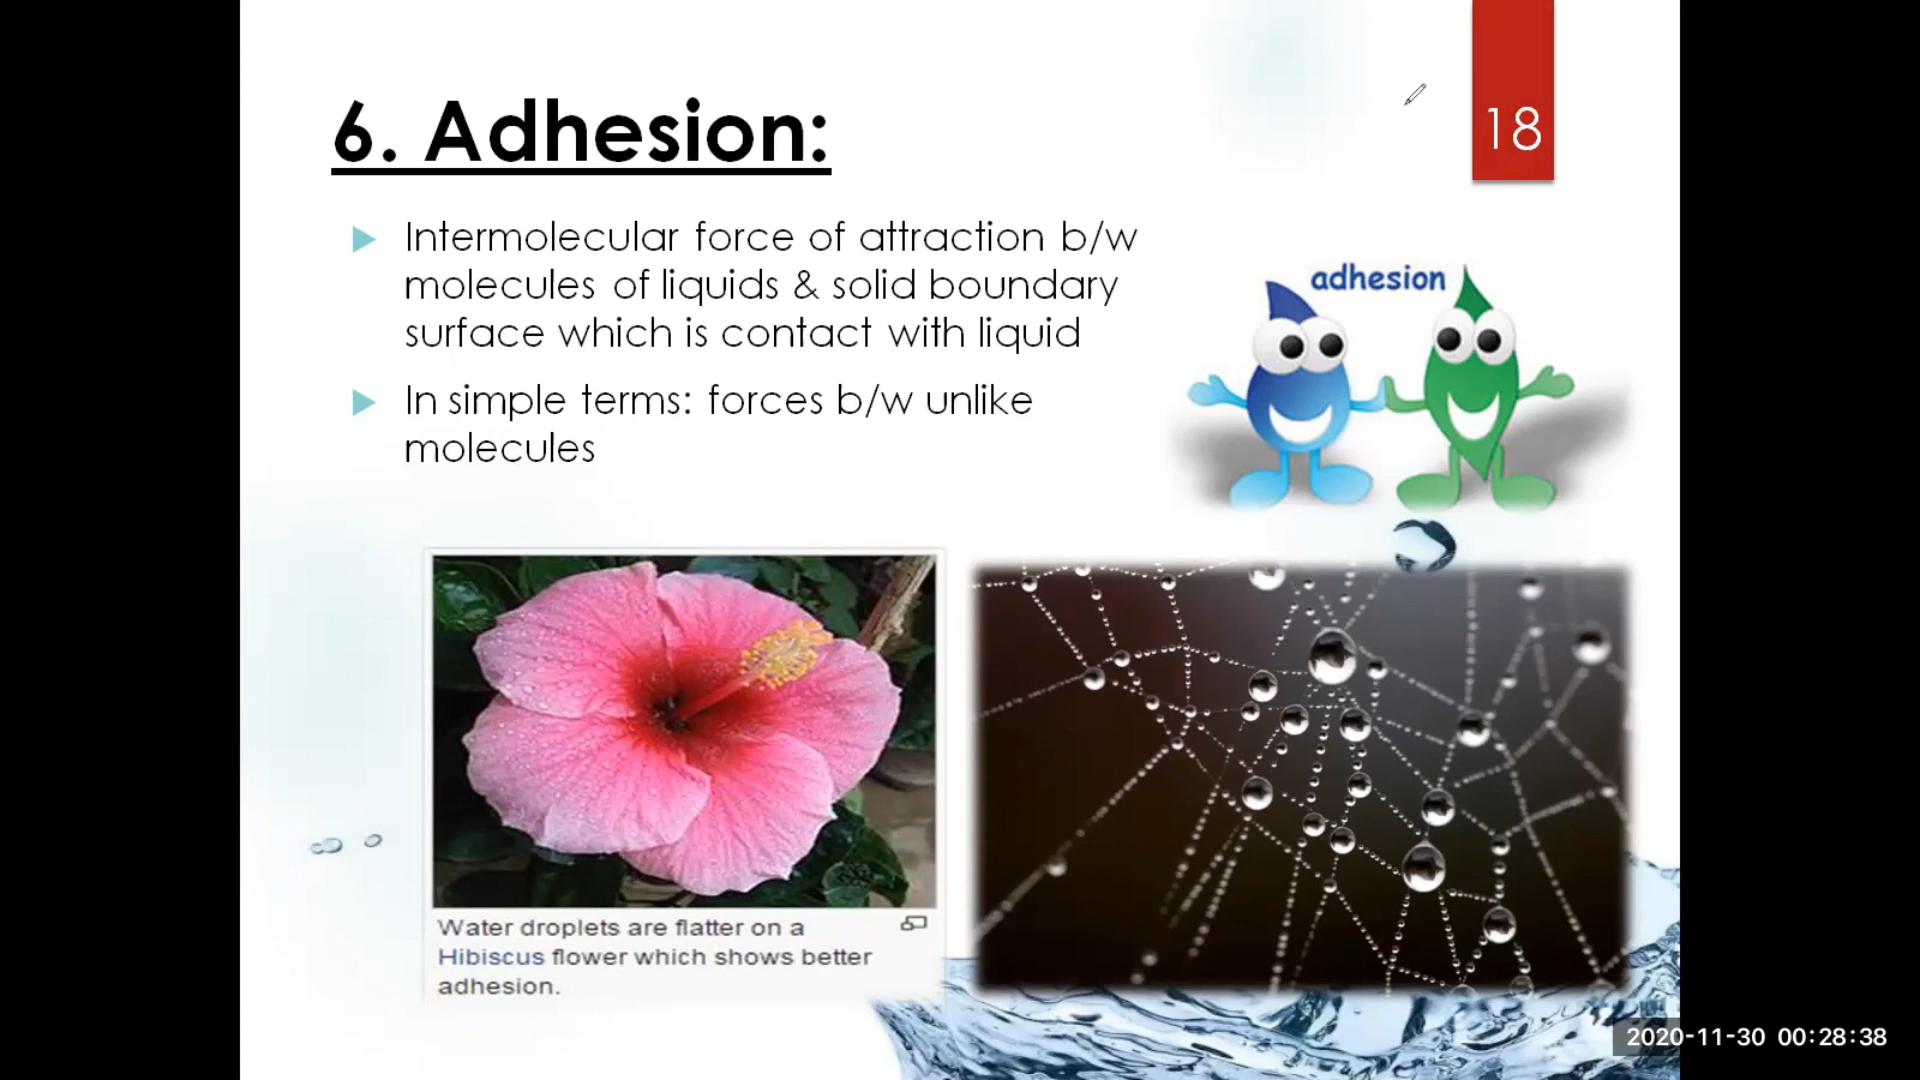 6. Adhesion:
18
Intermolecular force of attraction b/w
molecules of liquids & solid boundary
surface which is contact with liquid
In simple terms: forces b/w unlike
molecules
adhesion
Water droplets are flatter on a
Hibiscus flower which shows better
adhesion.
2020-11-30 00:28:38